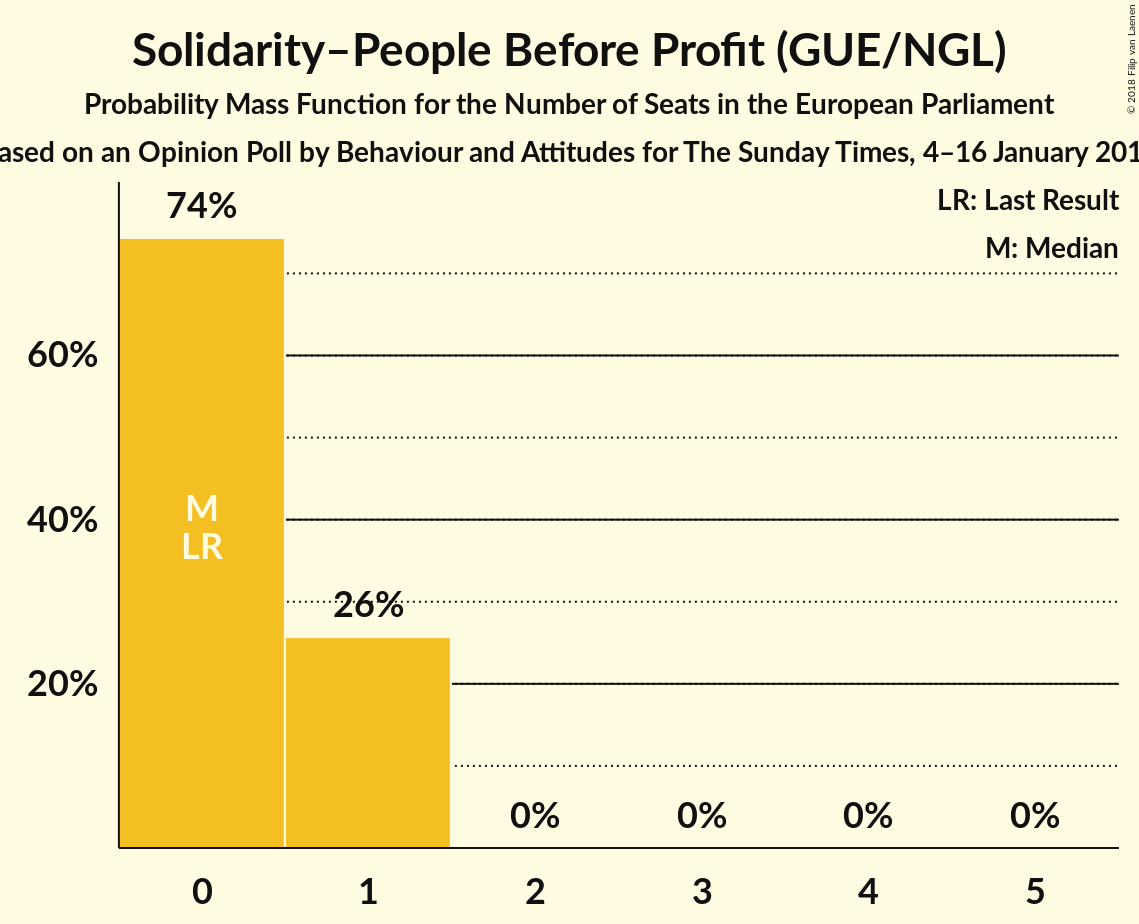 Solidarity–People Before Profit (GUE/NGL)
Probability Mass Function for the Number of Seats in the European Parliament
ased on an Opinion Poll by Behaviour and Attitudes for The Sunday Times, 4–16 January 201
© 2018 Filip van Laenen
LR: Last Result
M: Median
74%
60%
40%
20%
M
LR
26%
0% 0% 0% 0%
0 1 2 3 4 5